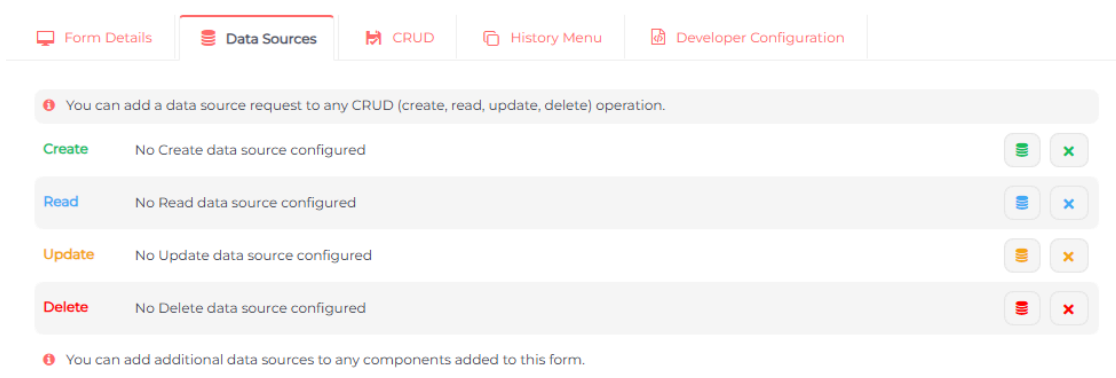 Form Details Data Sources CRUD History Menu Developer Configuration
You can add a data source request to any CRUD (create, read, update, delete) operation.
Create No Create data source configured
Read No Read data source configured
Update No Update data source configured
Delete No Delete data source configured
You can add additional data sources to any components added to this form.